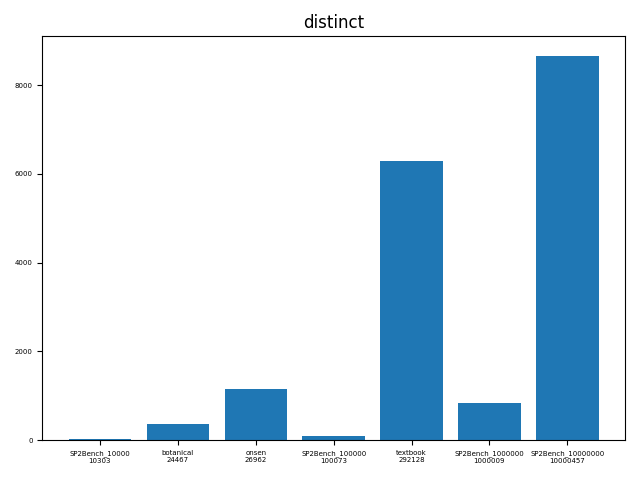 distinct
8000
6000
4000
2000
0
SP2Bench_10000 botanical onsen SP2Bench_100000 textbook SP2Bench_1000000 SP2Bench_10000000
10303 24467 26962 100073 292128 1000009 10000457